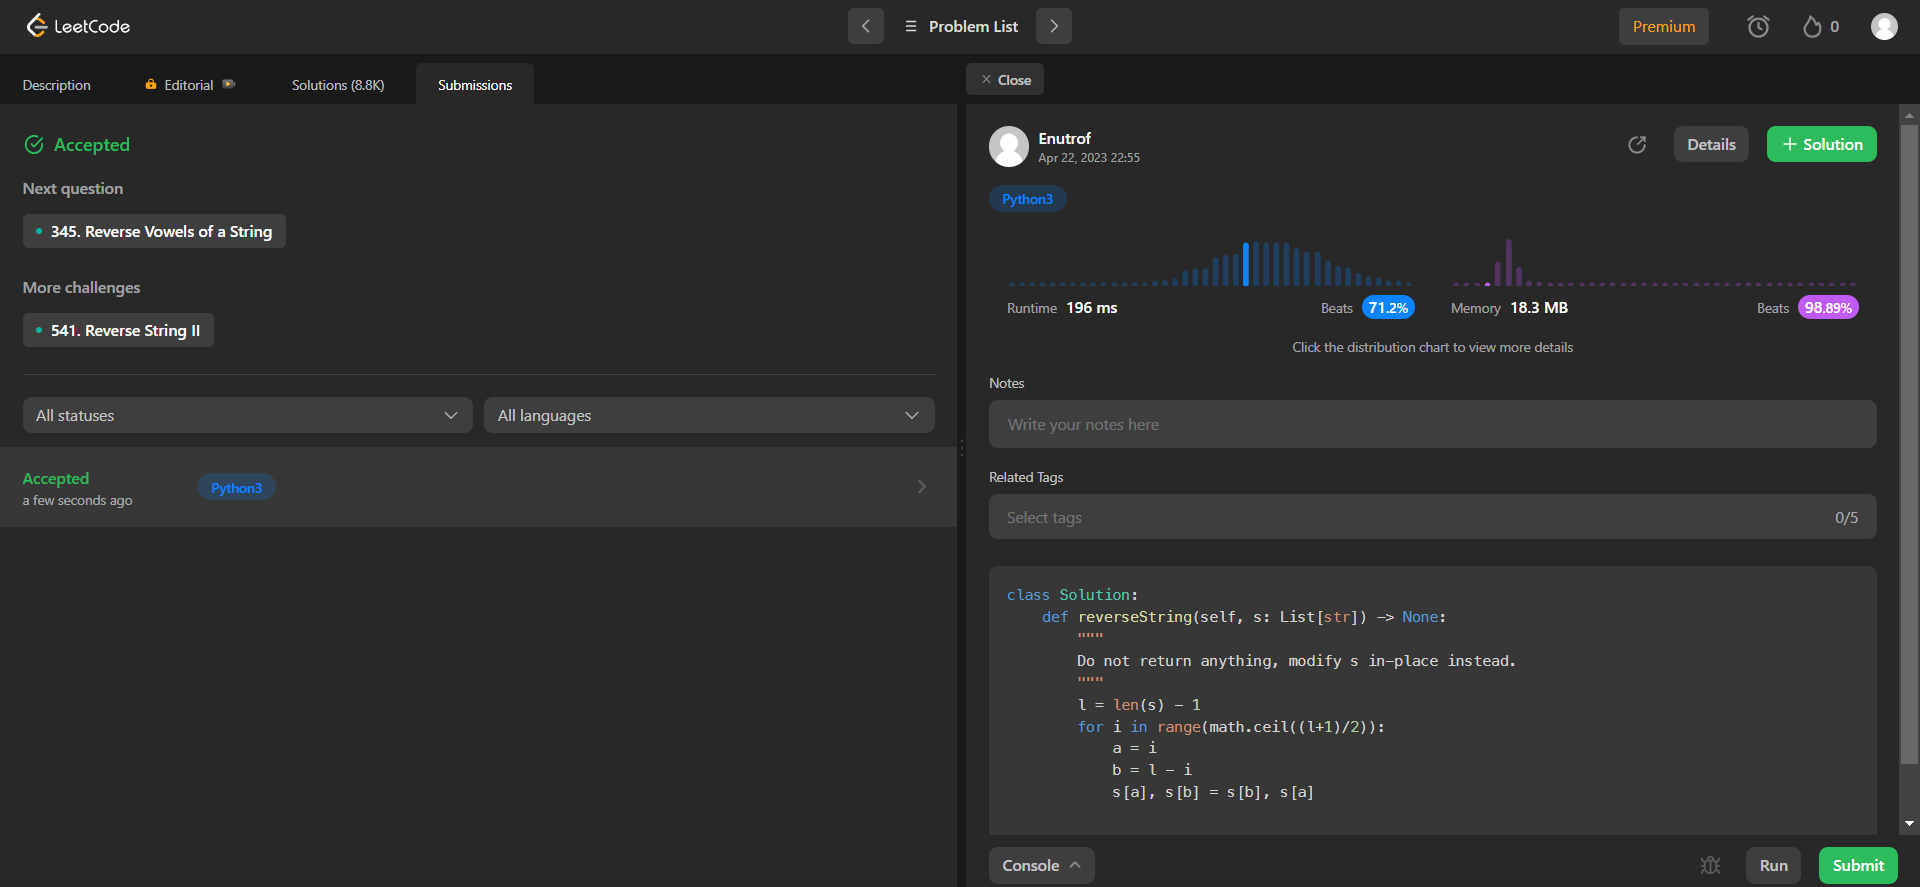 LeetCode
Problem List
Premium
0
Description
Editorial
Solutions (8.8K)
Submissions
Close
Accepted
Next question
345. Reverse Vowels of a String
More challenges
541. Reverse String II
All statuses
All languages
Accepted
a few seconds ago
Python3
Enutrof
Apr 22, 2023 22:55
Details
+ Solution
Python3
Runtime 196 ms Beats 71.2%
Memory 18.3 MB Beats 98.89%
Click the distribution chart to view more details
Notes
Write your notes here
Related Tags
Select tags 0/5
class Solution:
    def reverseString(self, s: List[str]) -> None:
        """
        Do not return anything, modify s in-place instead.
        """
        l = len(s) - 1
        for i in range(math.ceil((l+1)/2)):
            a = i
            b = l - i
            s[a], s[b] = s[b], s[a]
Console
Run
Submit